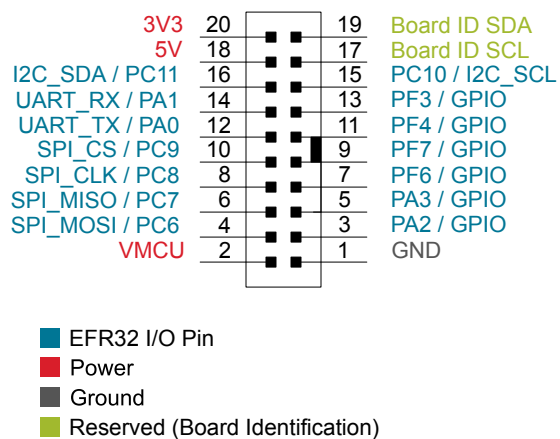 3V3 20 19 Board ID SDA
5V 18 17 Board ID SCL
I2C_SDA / PC11 16 15 PC10 / I2C_SCL
UART_RX / PA1 14 13 PF3 / GPIO
UART_TX / PA0 12 11 PF4 / GPIO
SPI_CS / PC9 10 9 PF7 / GPIO
SPI_CLK / PC8 8 7 PF6 / GPIO
SPI_MISO / PC7 6 5 PA3 / GPIO
SPI_MOSI / PC6 4 3 PA2 / GPIO
VMCU 2 1 GND
EFR32 I/O Pin
Power
Ground
Reserved (Board Identification)